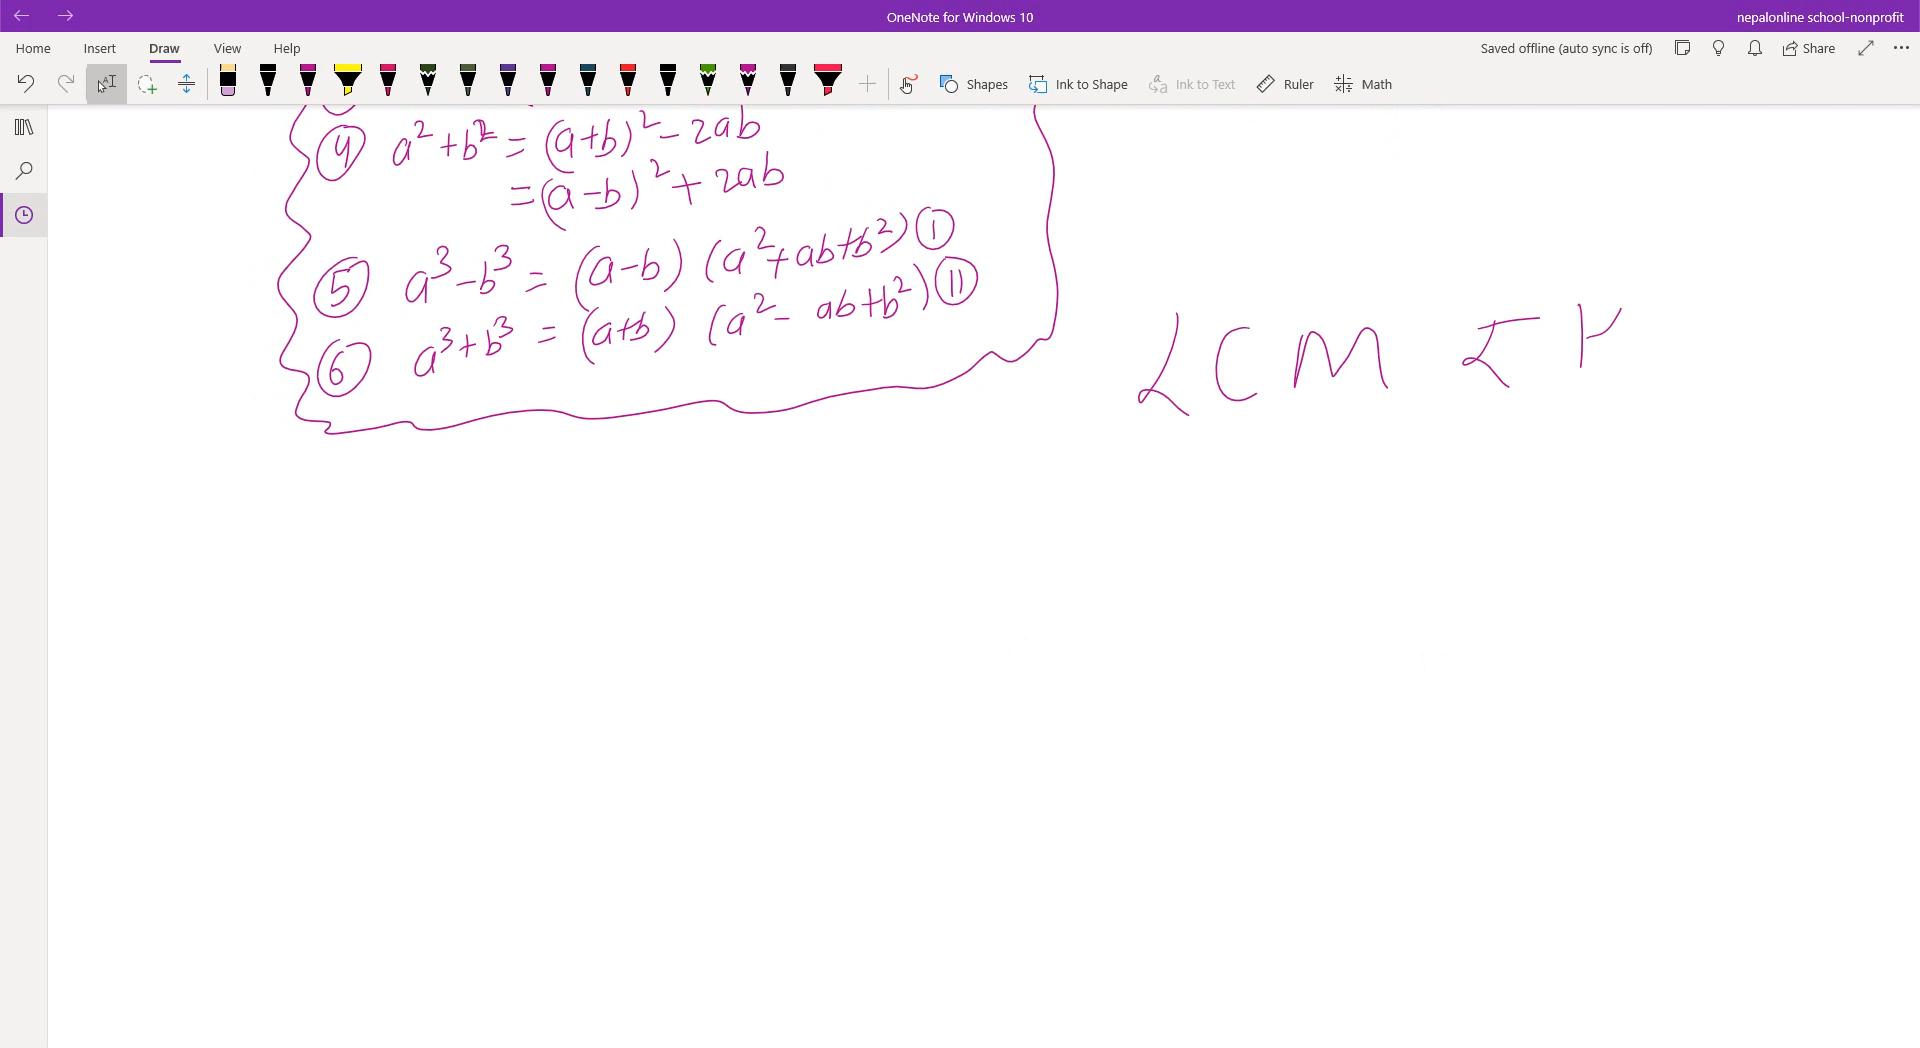 OneNote for Windows 10
nepalonline school-nonprofit
Home Insert Draw View Help
Saved offline (auto sync is off) Share
Shapes Ink to Shape Ink to Text Ruler Math
④ a²+b² = (a+b)² - 2ab
= (a-b)² + 2ab
⑤ a³-b³ = (a-b) (a²+ab+b²) Ⓘ
⑥ a³+b³ = (a+b) (a²- ab+b²) Ⓘⓘ
LCM